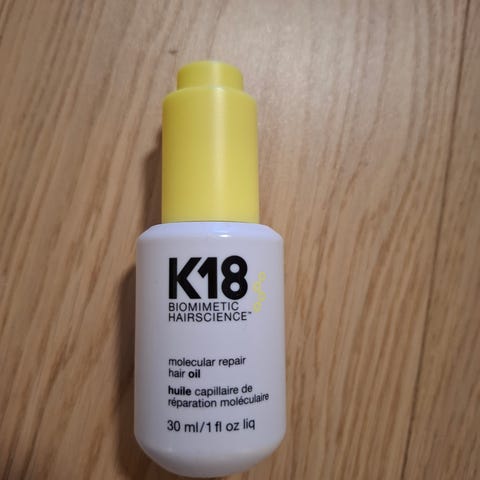 K18
BIOMIMETIC
HAIRSCIENCE™
molecular repair
hair oil
huile capillaire de
réparation moléculaire
30 ml/1 fl oz liq